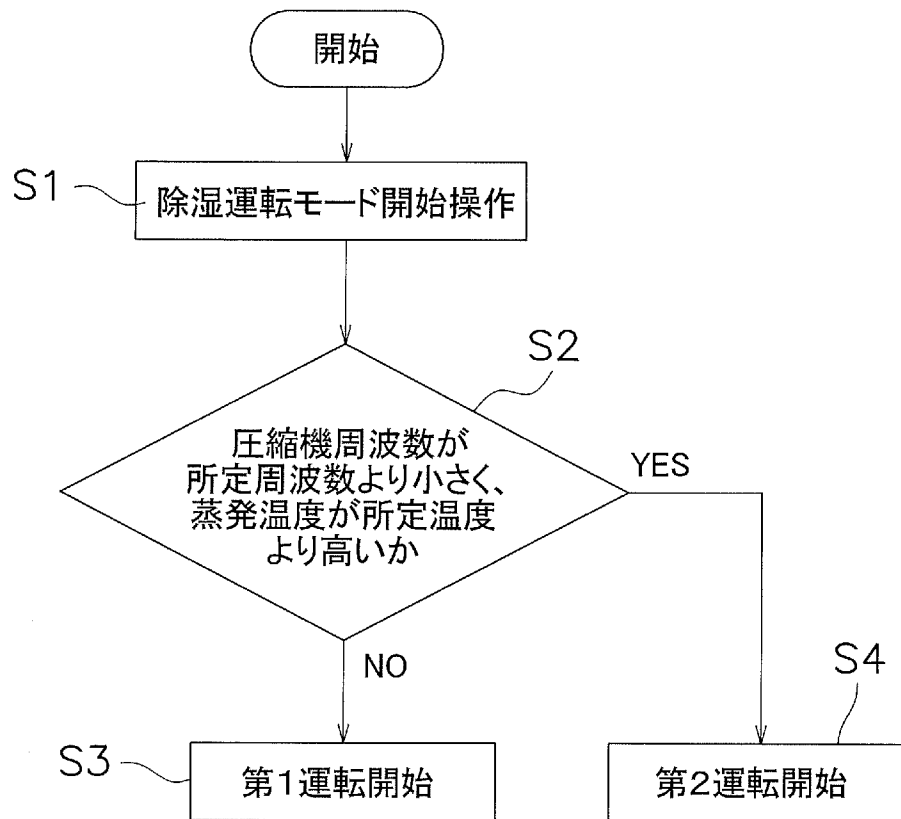 開始
S1
除湿運転モード開始操作
S2
圧縮機周波数が
所定周波数より小さく、
蒸発温度が所定温度
より高いか
YES
NO
S3
第1運転開始
S4
第2運転開始